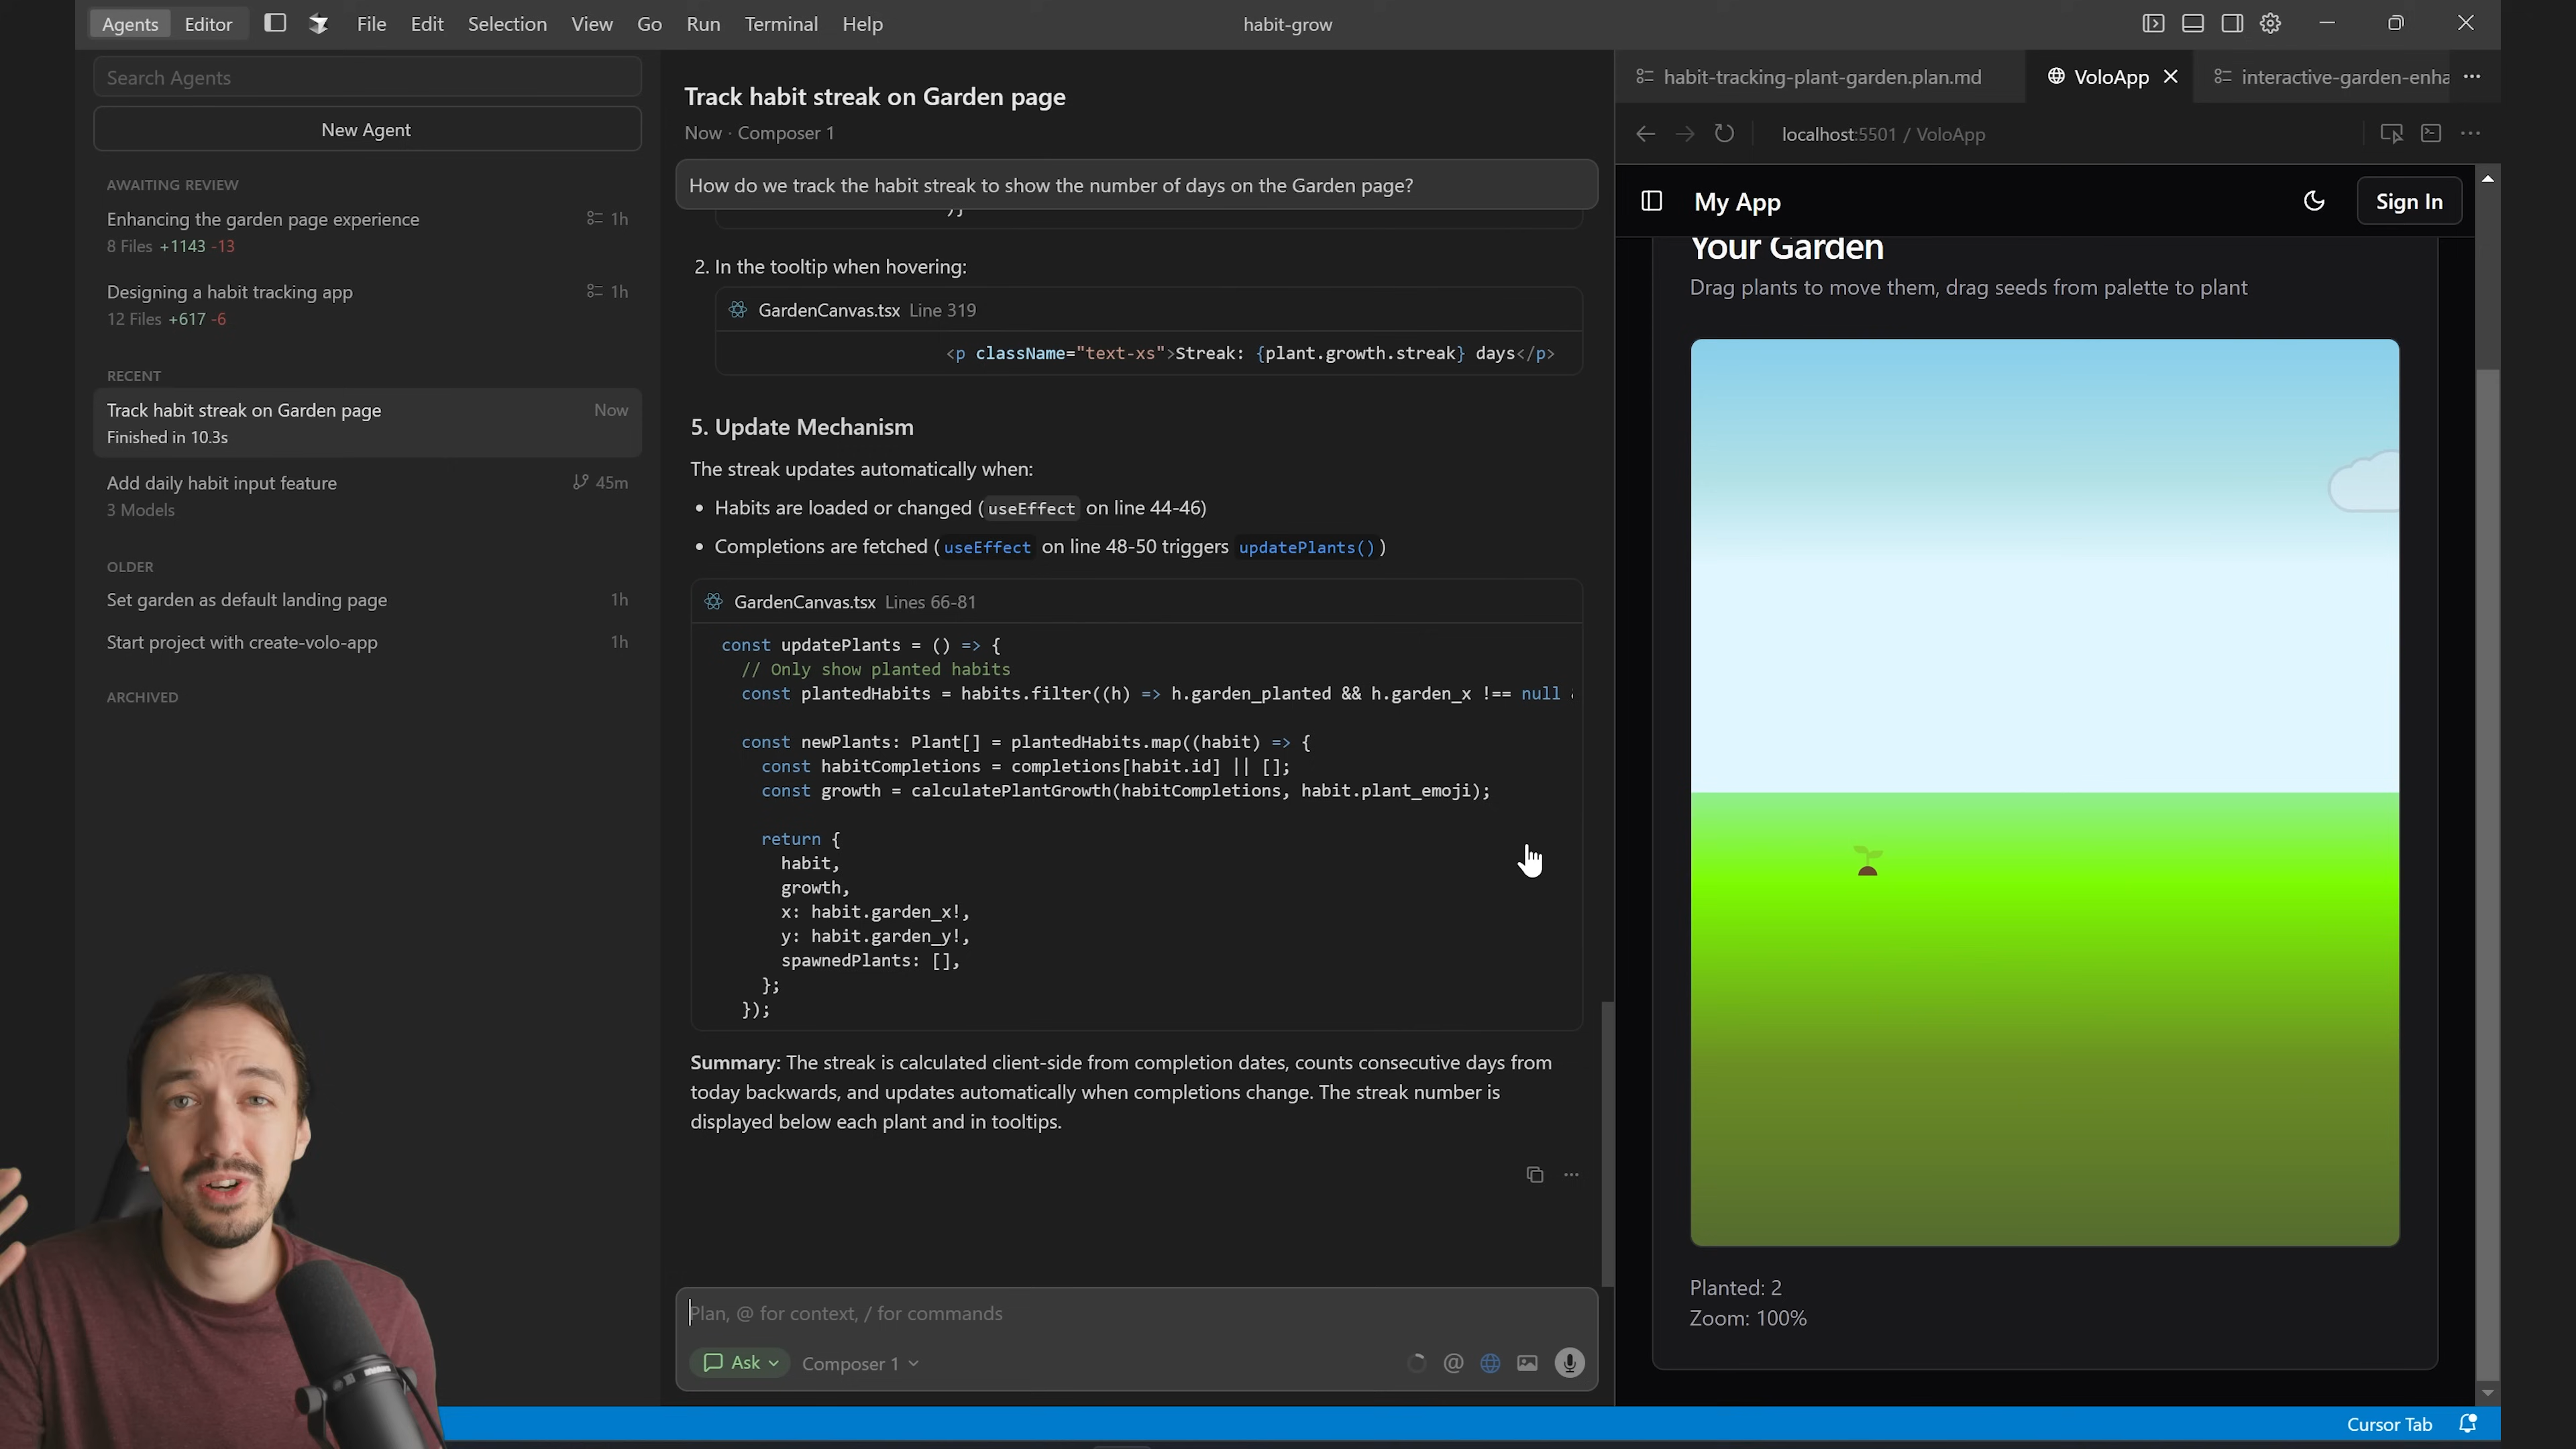 Agents Editor File Edit Selection View Go Run Terminal Help habit-grow
Search Agents
New Agent
AWAITING REVIEW
Enhancing the garden page experience 1h
8 Files +1143 -13
Designing a habit tracking app 1h
12 Files +617 -6
RECENT
Track habit streak on Garden page Now
Finished in 10.3s
Add daily habit input feature 45m
3 Models
OLDER
Set garden as default landing page 1h
Start project with create-volo-app 1h
ARCHIVED
Track habit streak on Garden page
Now · Composer 1
How do we track the habit streak to show the number of days on the Garden page?
2. In the tooltip when hovering:
GardenCanvas.tsx Line 319
<p className="text-xs">Streak: {plant.growth.streak} days</p>
5. Update Mechanism
The streak updates automatically when:
• Habits are loaded or changed (useEffect on line 44-46)
• Completions are fetched (useEffect on line 48-50 triggers updatePlants())
GardenCanvas.tsx Lines 66-81
const updatePlants = () => {
// Only show planted habits
const plantedHabits = habits.filter((h) => h.garden_planted && h.garden_x !== null
const newPlants: Plant[] = plantedHabits.map((habit) => {
const habitCompletions = completions[habit.id] || [];
const growth = calculatePlantGrowth(habitCompletions, habit.plant_emoji);
return {
habit,
growth,
x: habit.garden_x!,
y: habit.garden_y!,
spawnedPlants: [],
};
});
Summary: The streak is calculated client-side from completion dates, counts consecutive days from
today backwards, and updates automatically when completions change. The streak number is
displayed below each plant and in tooltips.
Plan, @ for context, / for commands
Ask Composer 1
habit-tracking-plant-garden.plan.md VoloApp interactive-garden-enha
localhost:5501 / VoloApp
My App Sign In
Your Garden
Drag plants to move them, drag seeds from palette to plant
Planted: 2
Zoom: 100%
Cursor Tab